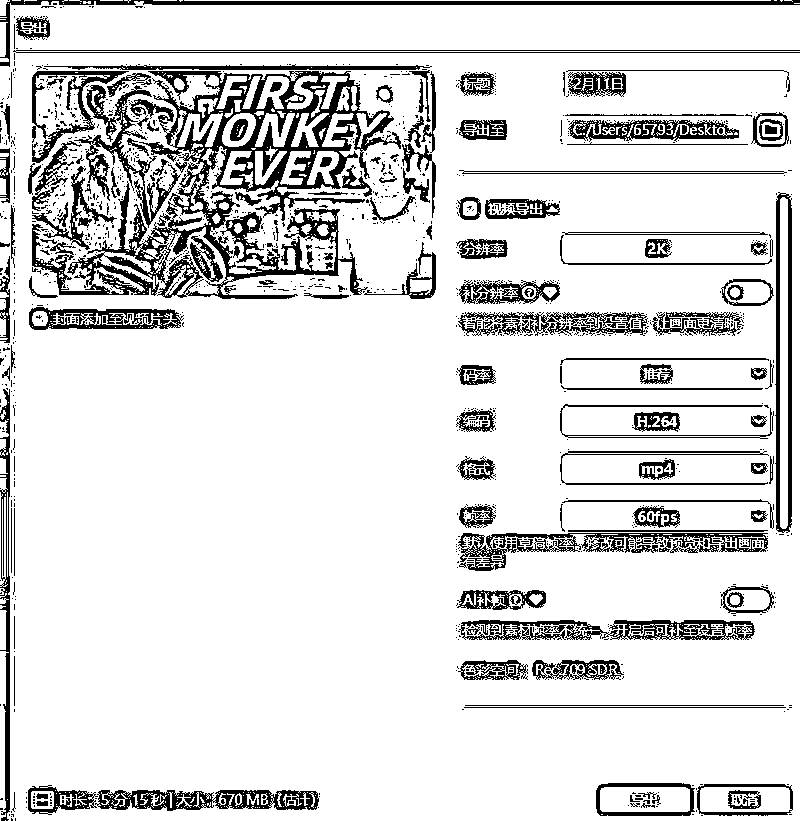 导出
FIRST
MONKEY
EVER
封面添加至视频片头
标题 2月11日
导出至 C:/Users/65793/Deskto...
视频导出
分辨率 2K
补分辨率
智能将素材补分辨率到设置值，让画面更清晰
码率 推荐
编码 H.264
格式 mp4
帧率 60fps
默认使用草稿帧率，修改可能导致预览和导出画面
有差异
AI补帧
检测到素材帧率不统一，开启后可补至设置帧率
色彩空间：Rec.709 SDR
时长：5 分 15 秒 | 大小：670 MB（估计）
导出 取消